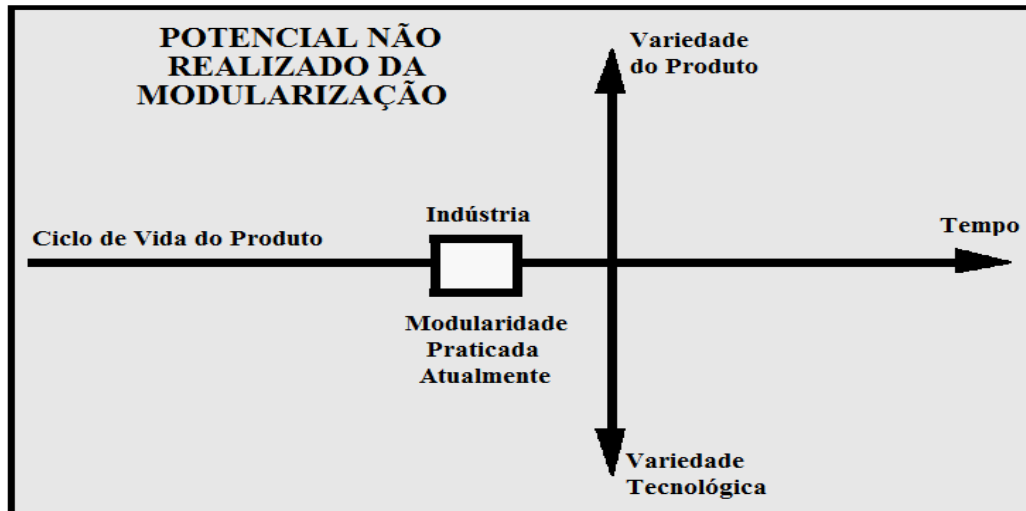 POTENCIAL NÃO
REALIZADO DA
MODULARIZAÇÃO
Variedade
do Produto
Indústria
Ciclo de Vida do Produto
Tempo
Modularidade
Praticada
Atualmente
Variedade
Tecnológica